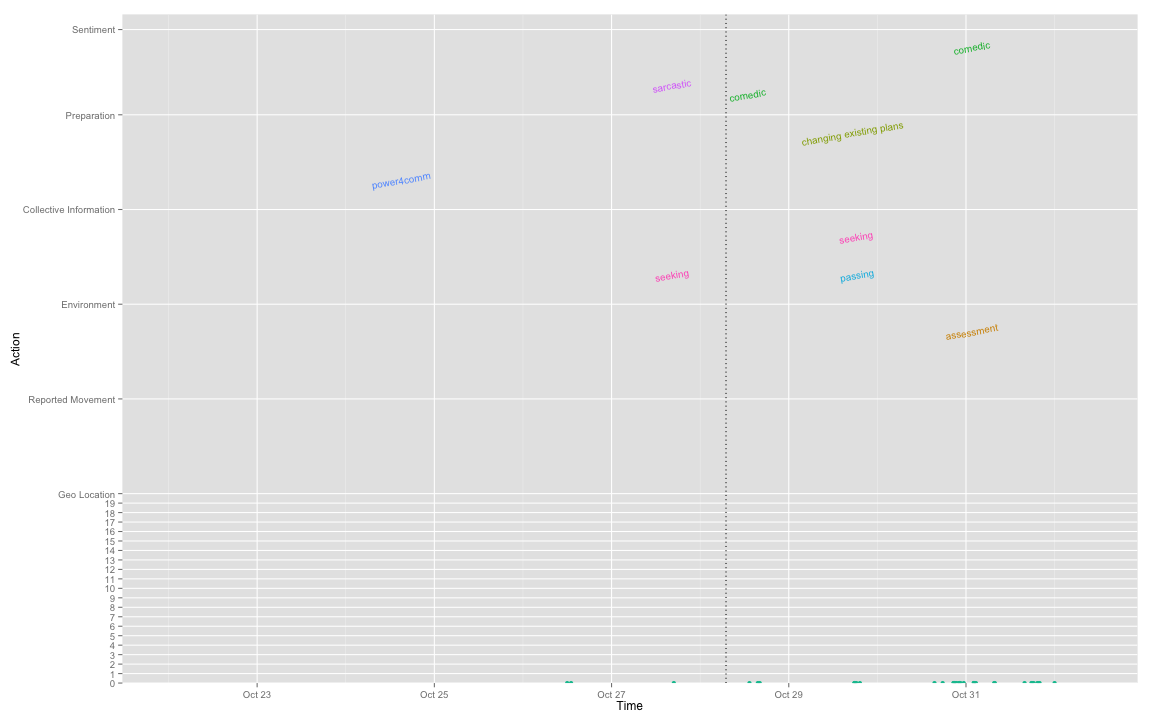 Sentiment
comedic
sarcastic
comedic
Preparation
changing existing plans
power4comm
Collective Information
seeking
seeking
passing
Environment
assessment
Action
Reported Movement
Geo Location
19
18
17
16
15
14
13
12
11
10
9
8
7
6
5
4
3
2
1
0
Oct 23 Oct 25 Oct 27 Oct 29 Oct 31
Time